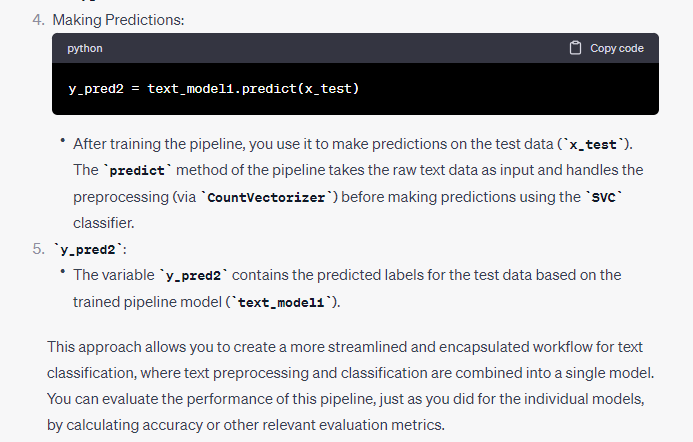 4. Making Predictions:
python
Copy code
y_pred2 = text_model1.predict(x_test)
• After training the pipeline, you use it to make predictions on the test data (`x_test`).
The `predict` method of the pipeline takes the raw text data as input and handles the
preprocessing (via `CountVectorizer`) before making predictions using the `SVC`
classifier.
5. `y_pred2`:
• The variable `y_pred2` contains the predicted labels for the test data based on the
trained pipeline model (`text_model1`).
This approach allows you to create a more streamlined and encapsulated workflow for text
classification, where text preprocessing and classification are combined into a single model.
You can evaluate the performance of this pipeline, just as you did for the individual models,
by calculating accuracy or other relevant evaluation metrics.